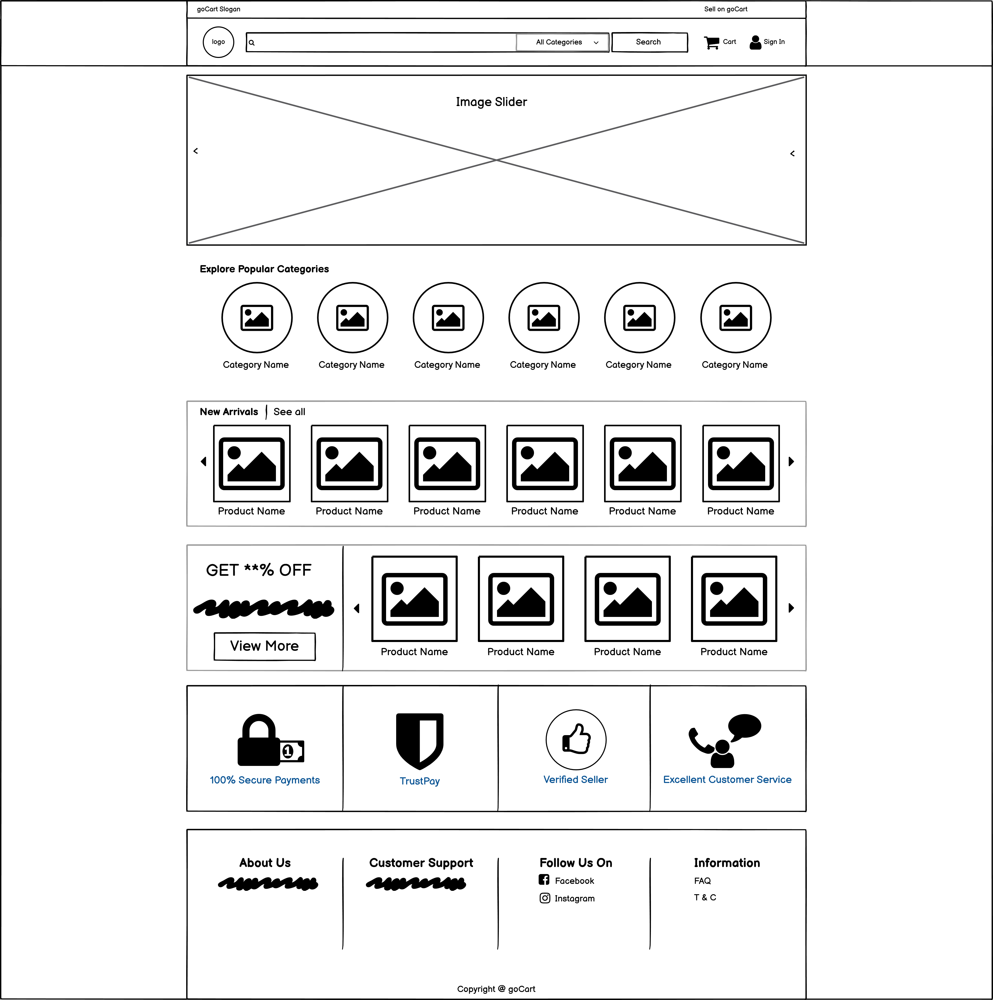 goCart Slogan
Sell on goCart
logo
All Categories
Search
Cart
Sign In
Image Slider
Explore Popular Categories
Category Name
Category Name
Category Name
Category Name
Category Name
Category Name
New Arrivals
See all
Product Name
Product Name
Product Name
Product Name
Product Name
Product Name
GET **% OFF
View More
Product Name
Product Name
Product Name
Product Name
1
100% Secure Payments
TrustPay
Verified Seller
Excellent Customer Service
About Us
Customer Support
Follow Us On
Facebook
Instagram
Information
FAQ
T & C
Copyright @ goCart